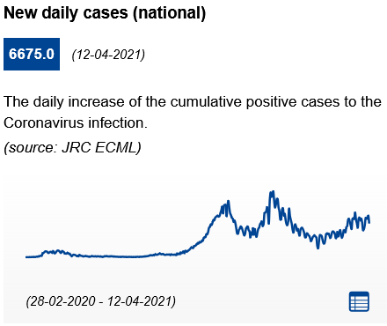 New daily cases (national)
6675.0 (12-04-2021)
The daily increase of the cumulative positive cases to the
Coronavirus infection.
(source: JRC ECML)
(28-02-2020 - 12-04-2021)